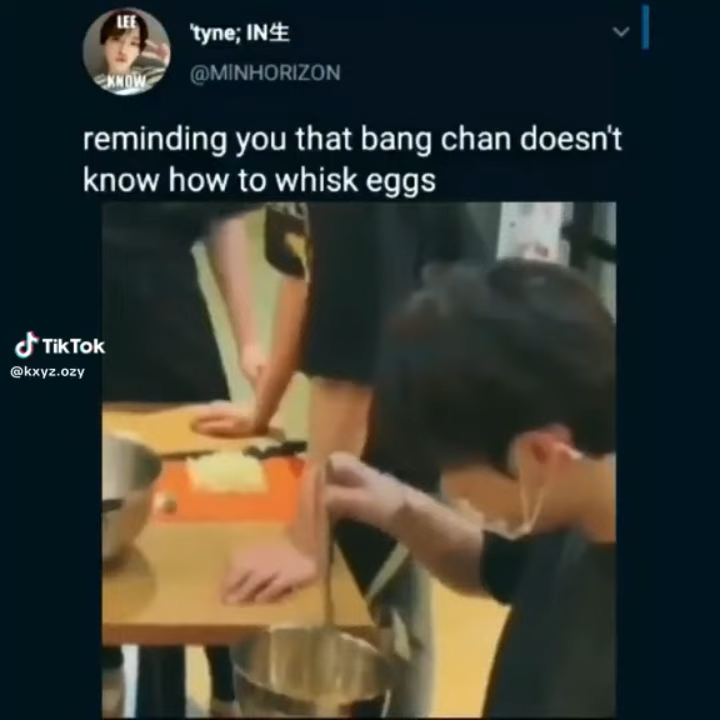 LEE
KNOW
'tyne; IN生
@MINHORIZON
reminding you that bang chan doesn't
know how to whisk eggs
TikTok
@kxyz.ozy